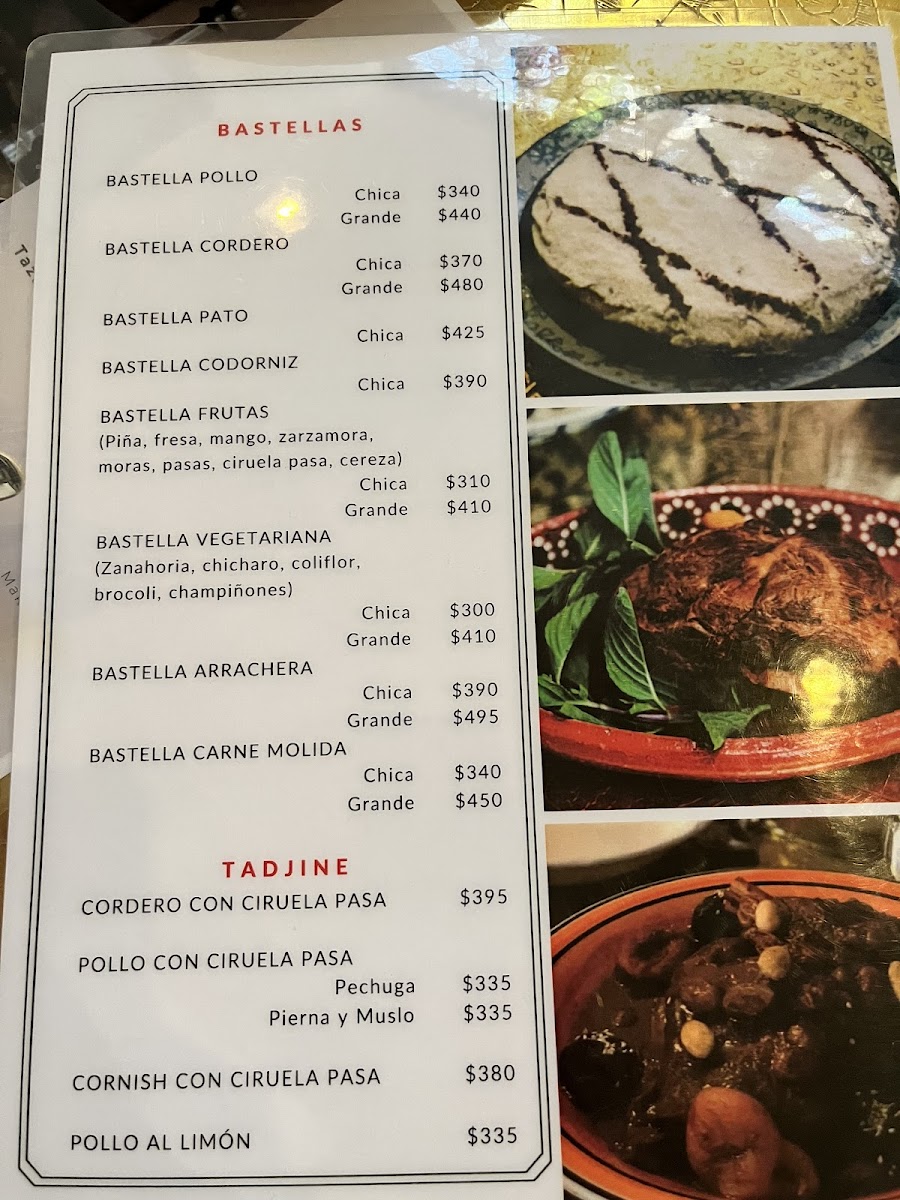 BASTELLAS
BASTELLA POLLO
Chica $340
Grande $440
BASTELLA CORDERO
Chica $370
Grande $480
BASTELLA PATO
Chica $425
BASTELLA CODORNIZ
Chica $390
BASTELLA FRUTAS
(Piña, fresa, mango, zarzamora,
moras, pasas, ciruela pasa, cereza)
Chica $310
Grande $410
BASTELLA VEGETARIANA
(Zanahoria, chicharo, coliflor,
brocoli, champiñones)
Chica $300
Grande $410
BASTELLA ARRACHERA
Chica $390
Grande $495
BASTELLA CARNE MOLIDA
Chica $340
Grande $450
TADJINE
CORDERO CON CIRUELA PASA $395
POLLO CON CIRUELA PASA
Pechuga $335
Pierna y Muslo $335
CORNISH CON CIRUELA PASA $380
POLLO AL LIMÓN $335